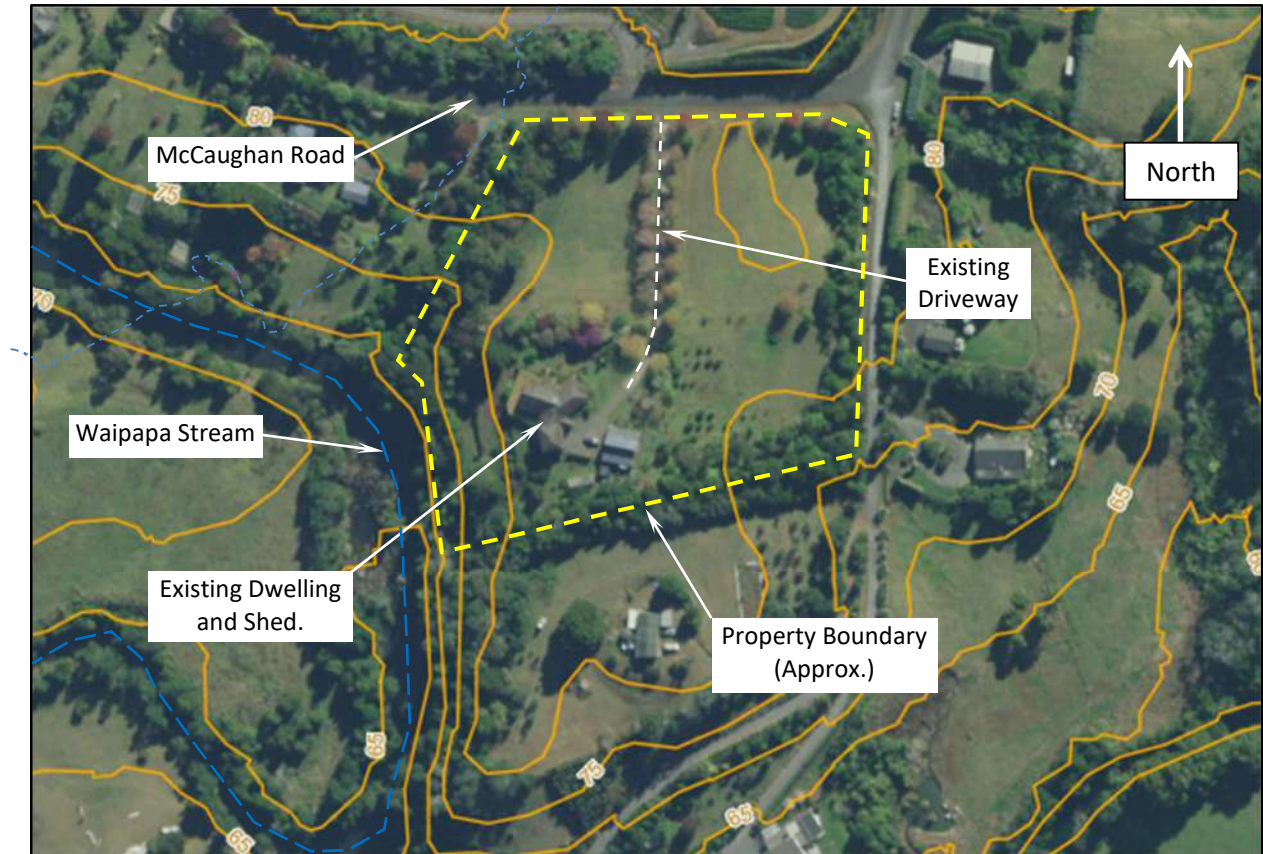 80
McCaughan Road
75
80
North
Existing
Driveway
70
70
Waipapa Stream
65
Existing Dwelling
and Shed.
Property Boundary
(Approx.)
65
75
65
65